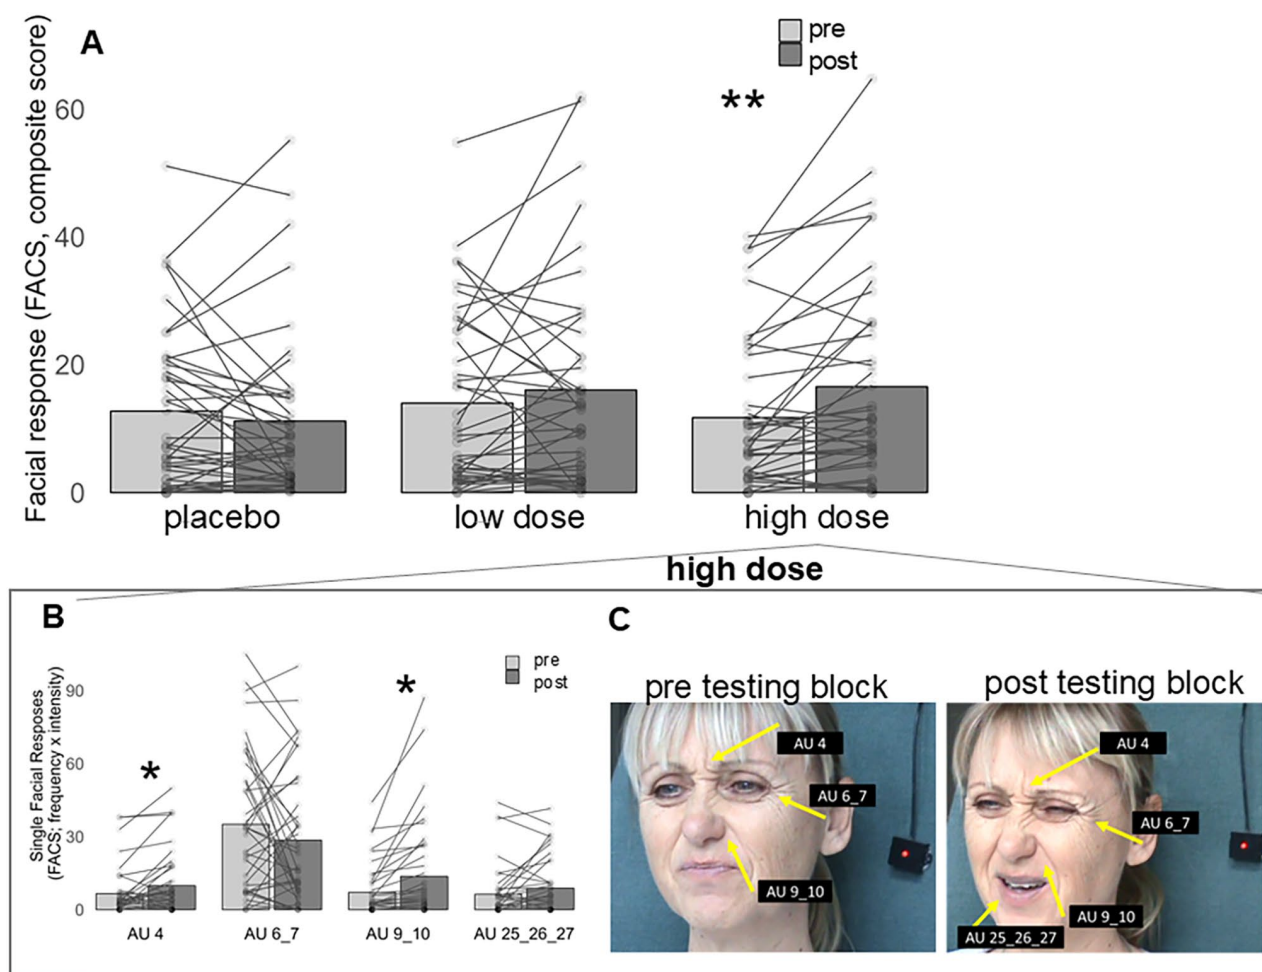 A
pre
post
Facial response (FACS, composite score)
60
40
20
0
**
placebo
low dose
high dose
high dose
B
pre
post
Single Facial Resposes
(FACS; frequency x intensity)
90
60
30
0
*
*
AU 4
AU 6_7
AU 9_10
AU 25_26_27
C
pre testing block
AU 4
AU 6_7
AU 9_10
post testing block
AU 4
AU 6_7
AU 9_10
AU 25_26_27